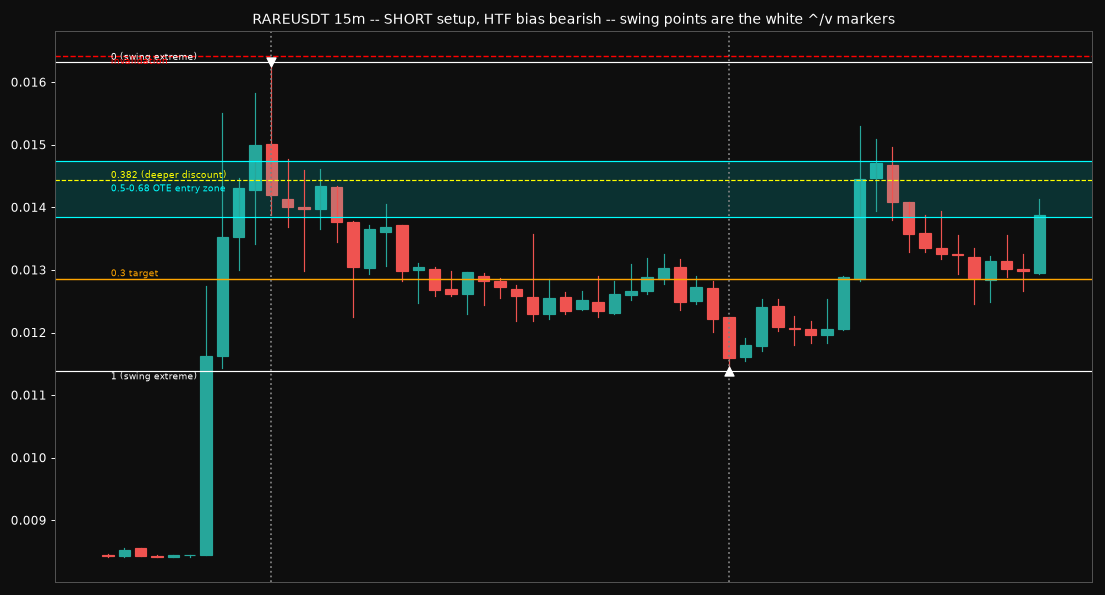 RAREUSDT 15m -- SHORT setup, HTF bias bearish -- swing points are the white ^/v markers
0 (swing extreme)
0.016
0.015
0.382 (deeper discount)
0.5-0.68 OTE entry zone
0.014
0.3 target
0.013
0.012
1 (swing extreme)
0.011
0.010
0.009